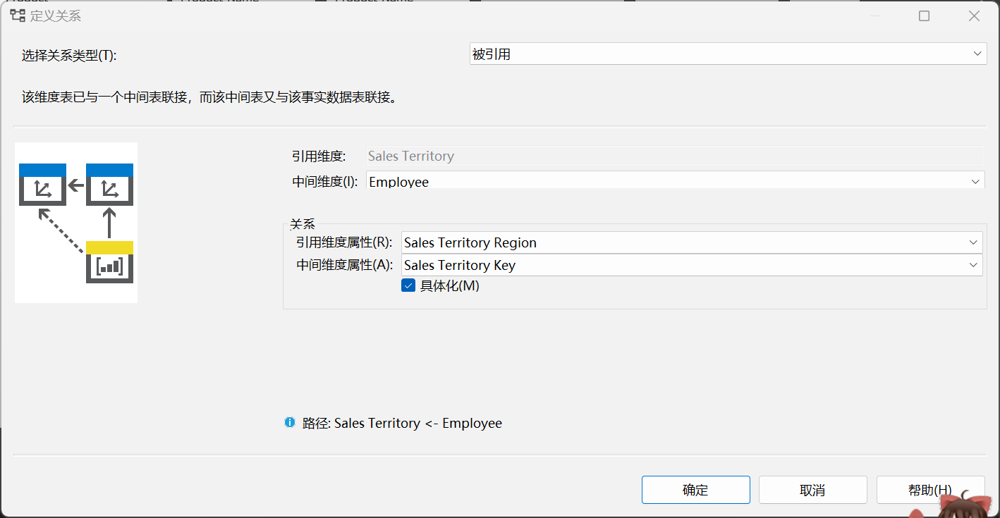 定义关系
选择关系类型(T): 被引用
该维度表已与一个中间表联接，而该中间表又与该事实数据表联接。
引用维度: Sales Territory
中间维度(I): Employee
关系
引用维度属性(R): Sales Territory Region
中间维度属性(A): Sales Territory Key
具体化(M)
路径: Sales Territory <- Employee
确定 取消 帮助(H)